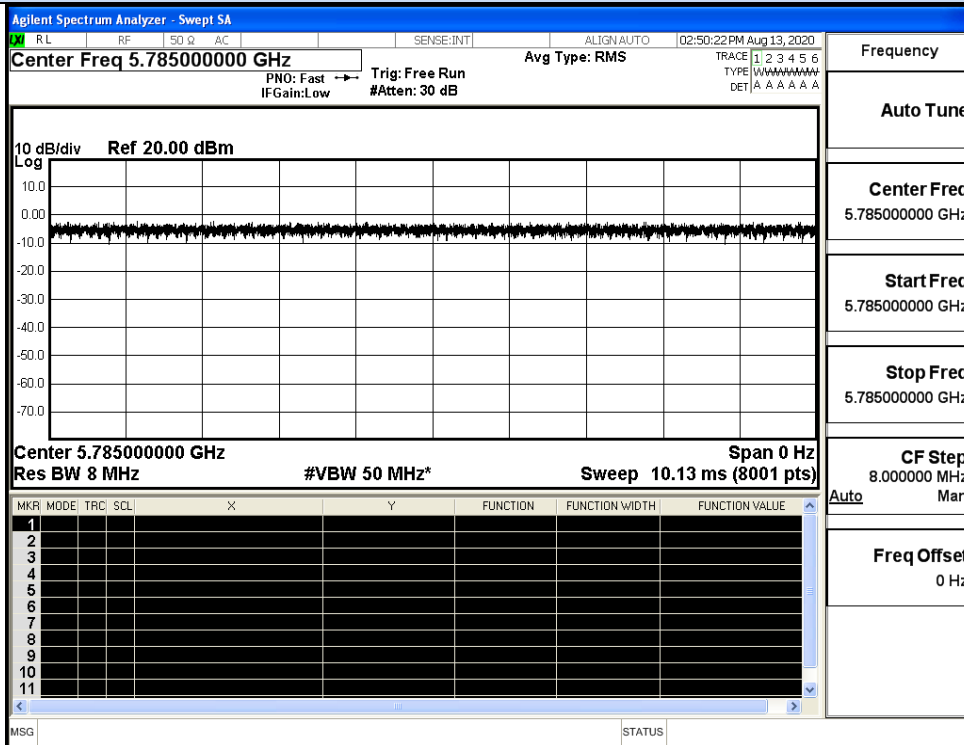 Agilent Spectrum Analyzer - Swept SA
LXI RL RF 50 Ω AC SENSE:INT ALIGN AUTO 02:50:22 PM Aug 13, 2020
Center Freq 5.785000000 GHz
PNO: Fast
IFGain:Low
Trig: Free Run
#Atten: 30 dB
Avg Type: RMS
TRACE 1 2 3 4 5 6
TYPE WWWWWW
DET A A A A A A
10 dB/div Ref 20.00 dBm
Log
10.0
0.00
-10.0
-20.0
-30.0
-40.0
-50.0
-60.0
-70.0
Center 5.785000000 GHz Span 0 Hz
Res BW 8 MHz #VBW 50 MHz* Sweep 10.13 ms (8001 pts)
MKR MODE TRC SCL X Y FUNCTION FUNCTION WIDTH FUNCTION VALUE
1
2
3
4
5
6
7
8
9
10
11
MSG STATUS
Frequency
Auto Tune
Center Freq
5.785000000 GHz
Start Freq
5.785000000 GHz
Stop Freq
5.785000000 GHz
CF Step
8.000000 MHz
Auto Man
Freq Offset
0 Hz